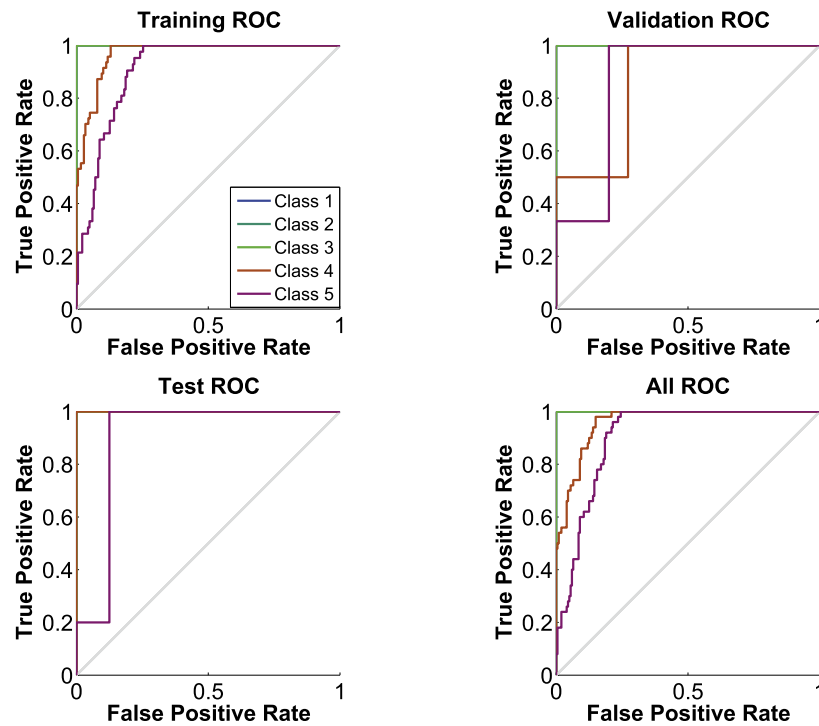 Training ROC
1
0.8
0.6
0.4
0.2
0
True Positive Rate
Class 1
Class 2
Class 3
Class 4
Class 5
0 0.5 1
False Positive Rate
Validation ROC
1
0.8
0.6
0.4
0.2
0
True Positive Rate
0 0.5 1
False Positive Rate
Test ROC
1
0.8
0.6
0.4
0.2
0
True Positive Rate
0 0.5 1
False Positive Rate
All ROC
1
0.8
0.6
0.4
0.2
0
True Positive Rate
0 0.5 1
False Positive Rate